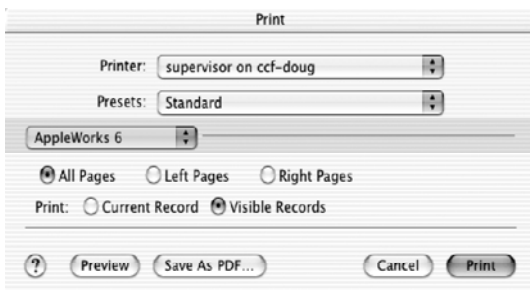 Print
Printer: supervisor on ccf-doug
Presets: Standard
AppleWorks 6
All Pages Left Pages Right Pages
Print: Current Record Visible Records
? Preview Save As PDF... Cancel Print